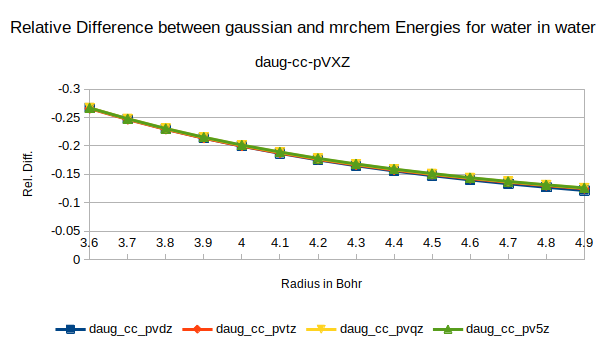 Relative Difference between gaussian and mrchem Energies for water in water
daug-cc-pVXZ
-0.3
-0.25
-0.2
-0.15
-0.1
-0.05
0
Rel. Diff.
3.6 3.7 3.8 3.9 4 4.1 4.2 4.3 4.4 4.5 4.6 4.7 4.8 4.9
Radius in Bohr
daug_cc_pvdz daug_cc_pvtz daug_cc_pvqz daug_cc_pv5z